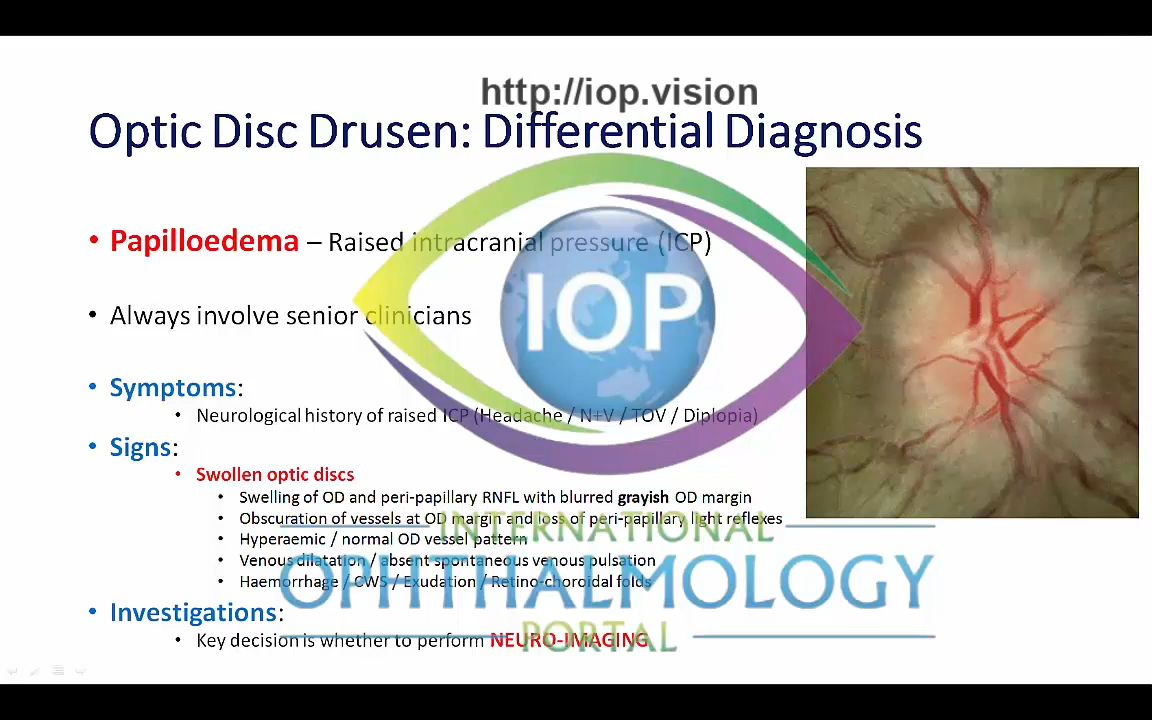 http://iop.vision
Optic Disc Drusen: Differential Diagnosis
• Papilloedema – Raised intracranial pressure (ICP)
• Always involve senior clinicians
• Symptoms:
• Neurological history of raised ICP (Headache / N+V / TOV / Diplopia)
• Signs:
• Swollen optic discs
• Swelling of OD and peri-papillary RNFL with blurred grayish OD margin
• Obscuration of vessels at OD margin and loss of peri-papillary light reflexes
• Hyperaemic / normal OD vessel pattern
• Venous dilatation / absent spontaneous venous pulsation
• Haemorrhage / CWS / Exudation / Retino-choroidal folds
• Investigations:
• Key decision is whether to perform NEURO-IMAGING
IOP
INTERNATIONAL
OPHTHALMOLOGY
PORTAL